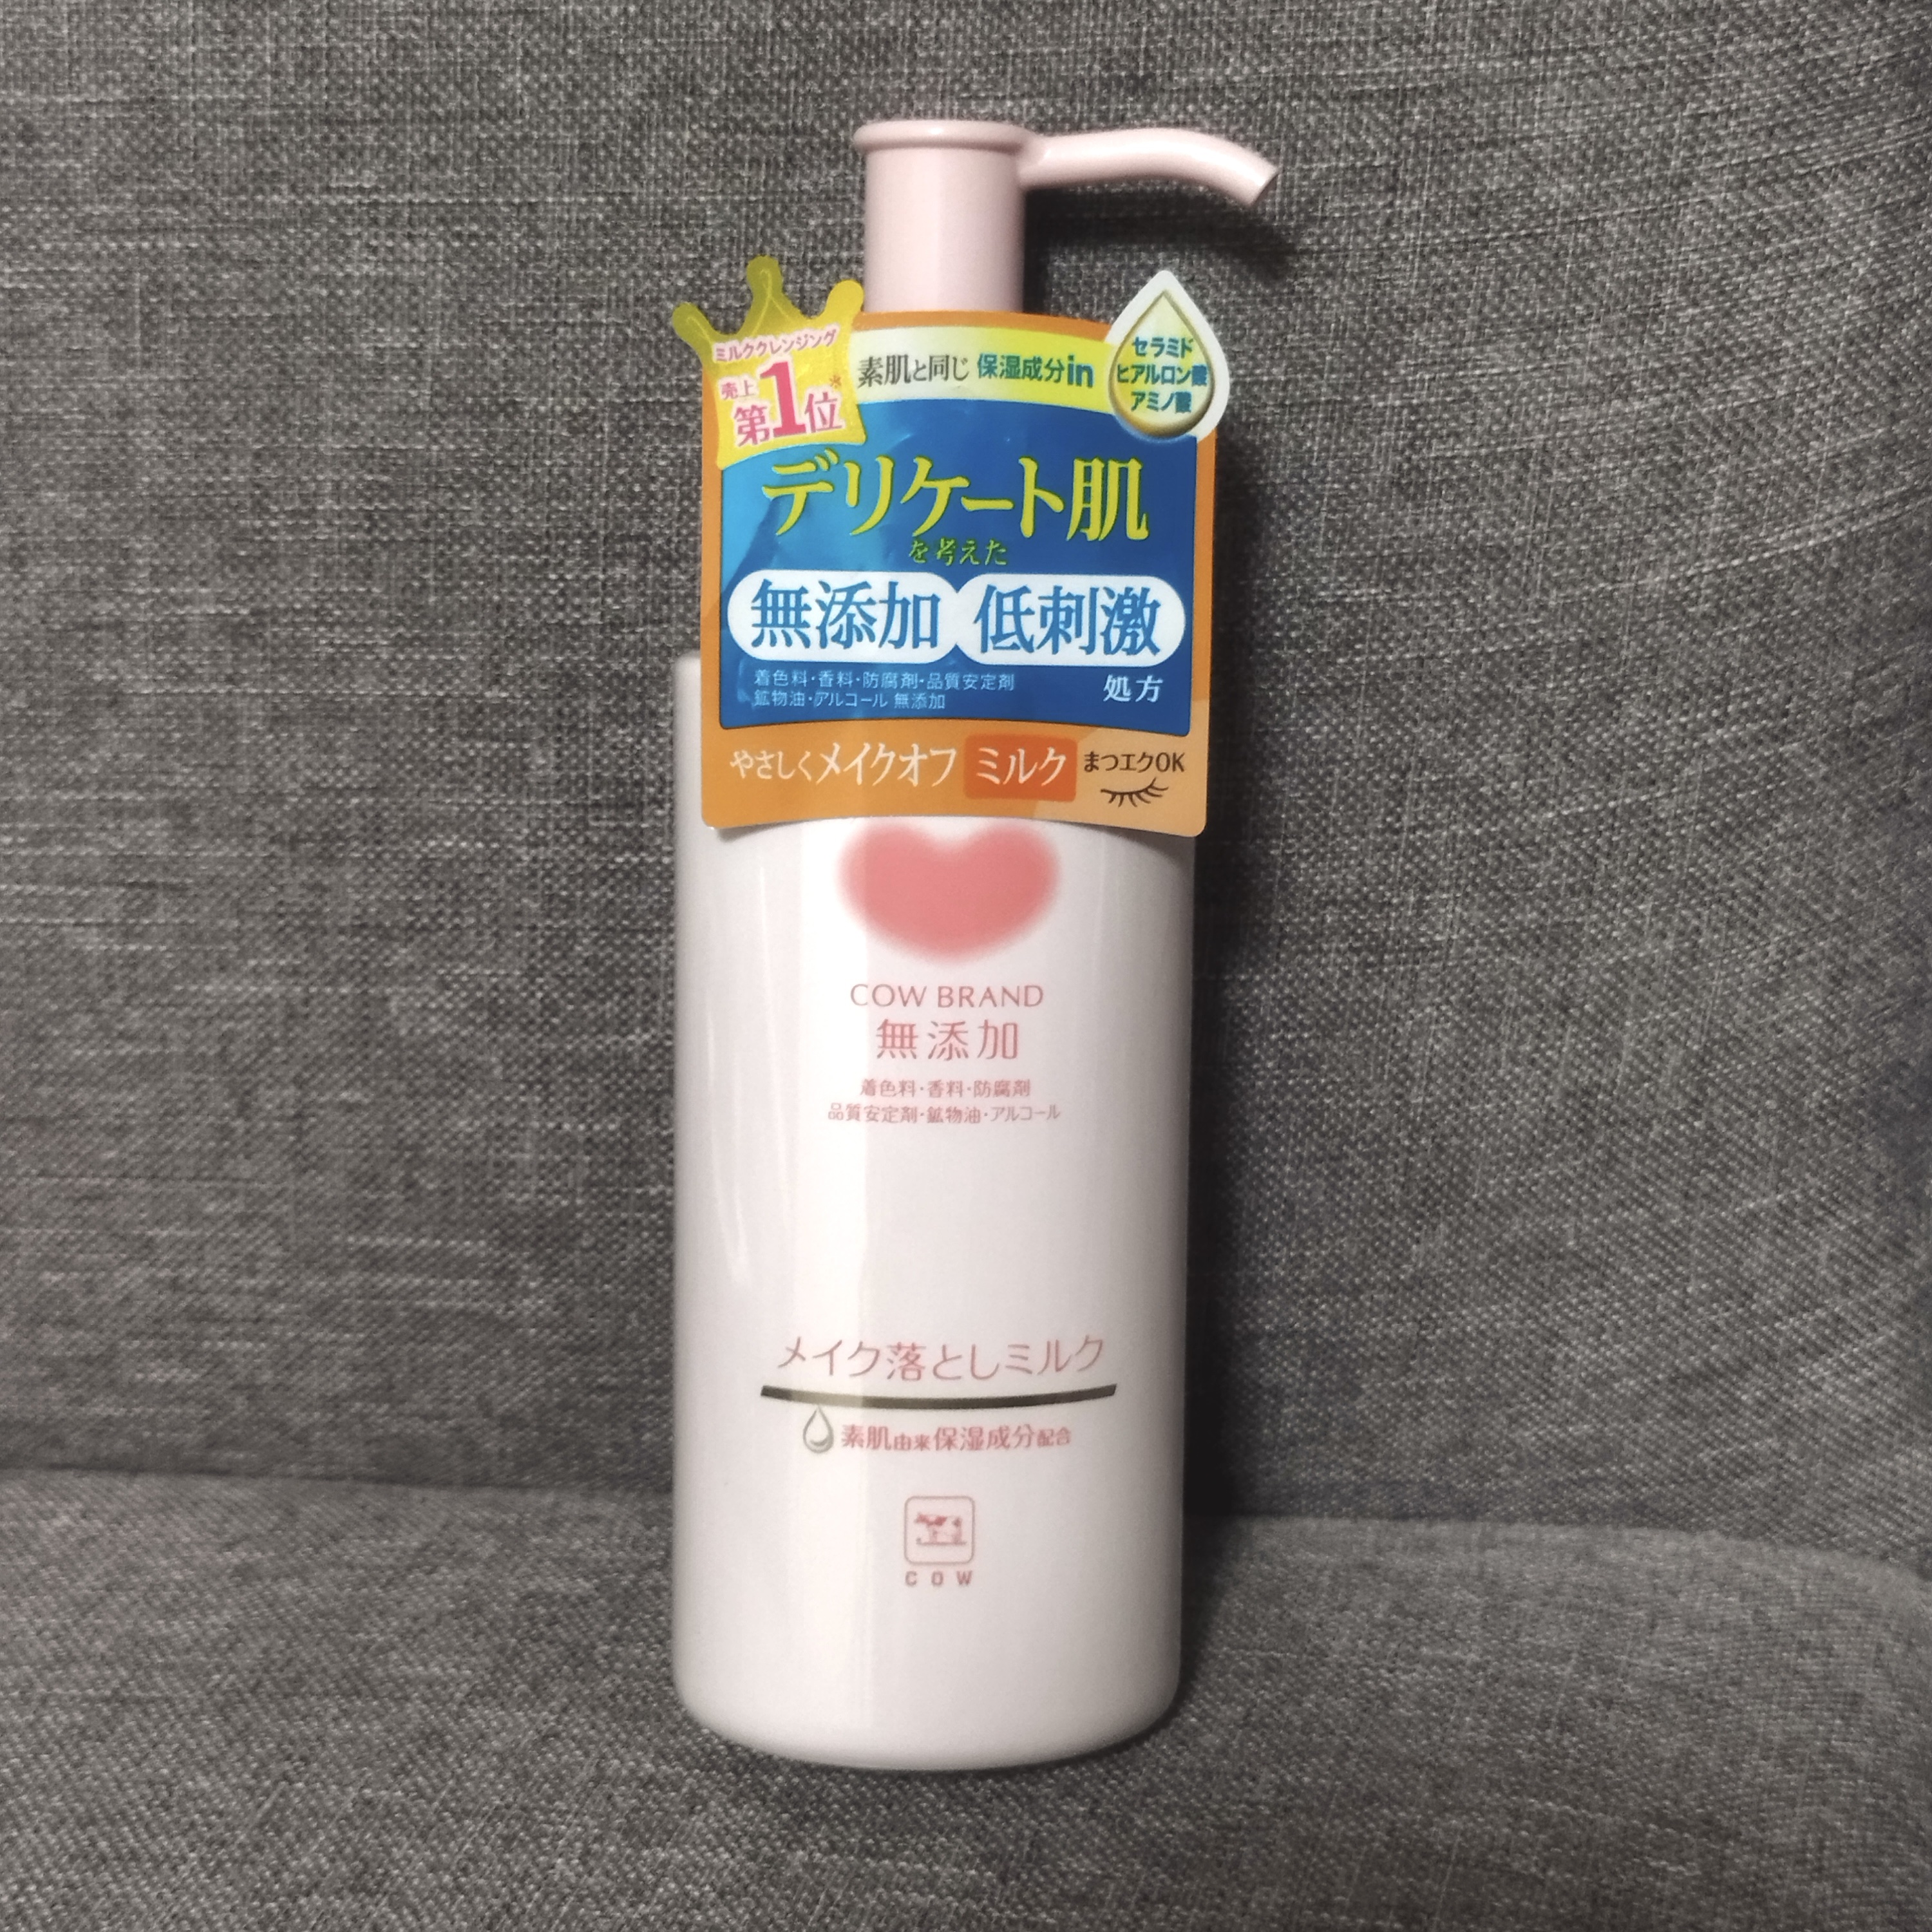 ミルククレンジング
売上
第1位※
素肌と同じ 保湿成分in
セラミド
ヒアルロン酸
アミノ酸
デリケート肌
を考えた
無添加 低刺激
着色料・香料・防腐剤・品質安定剤
鉱物油・アルコール 無添加
処方
やさしくメイクオフ ミルク まつエクOK
COW BRAND
無添加
着色料・香料・防腐剤
品質安定剤・鉱物油・アルコール
メイク落としミルク
素肌由来保湿成分配合
COW